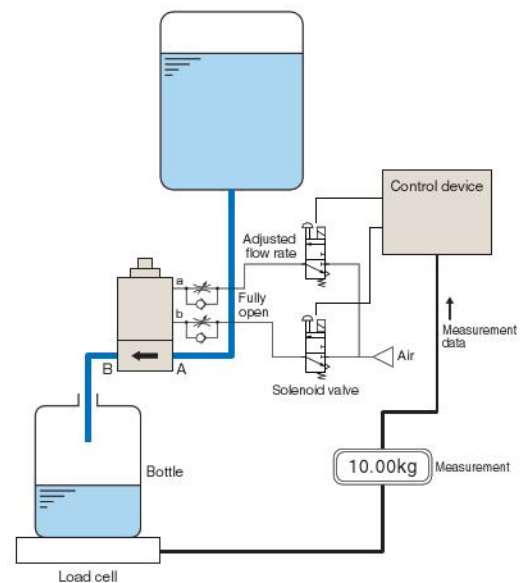 Control device
Adjusted
flow rate
a
Fully
open
b
Measurement
data
Air
B
A
Solenoid valve
Bottle
10.00kg
Measurement
Load cell